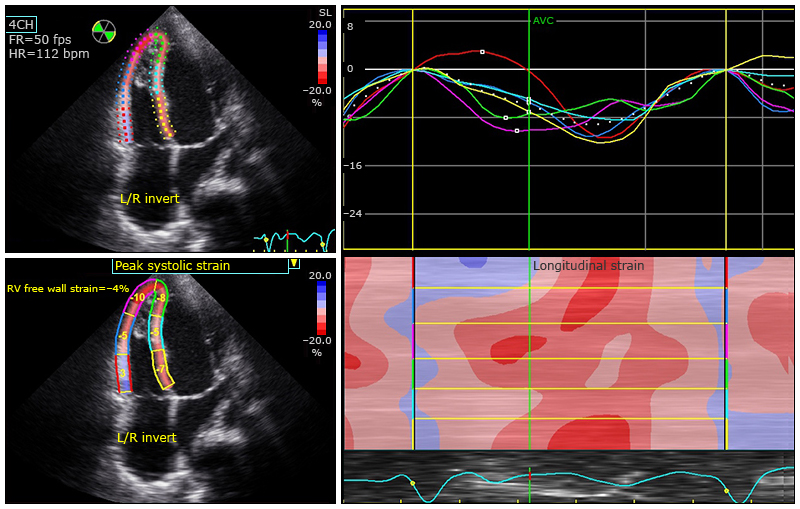 4CH
FR=50 fps
HR=112 bpm
SL
20.0
−20.0
%
L/R invert
AVC
8
0
−8
−16
−24
Peak systolic strain
RV free wall strain=−4%
20.0
−20.0
%
-10
-8
-5
-5
3
-7
L/R invert
Longitudinal strain